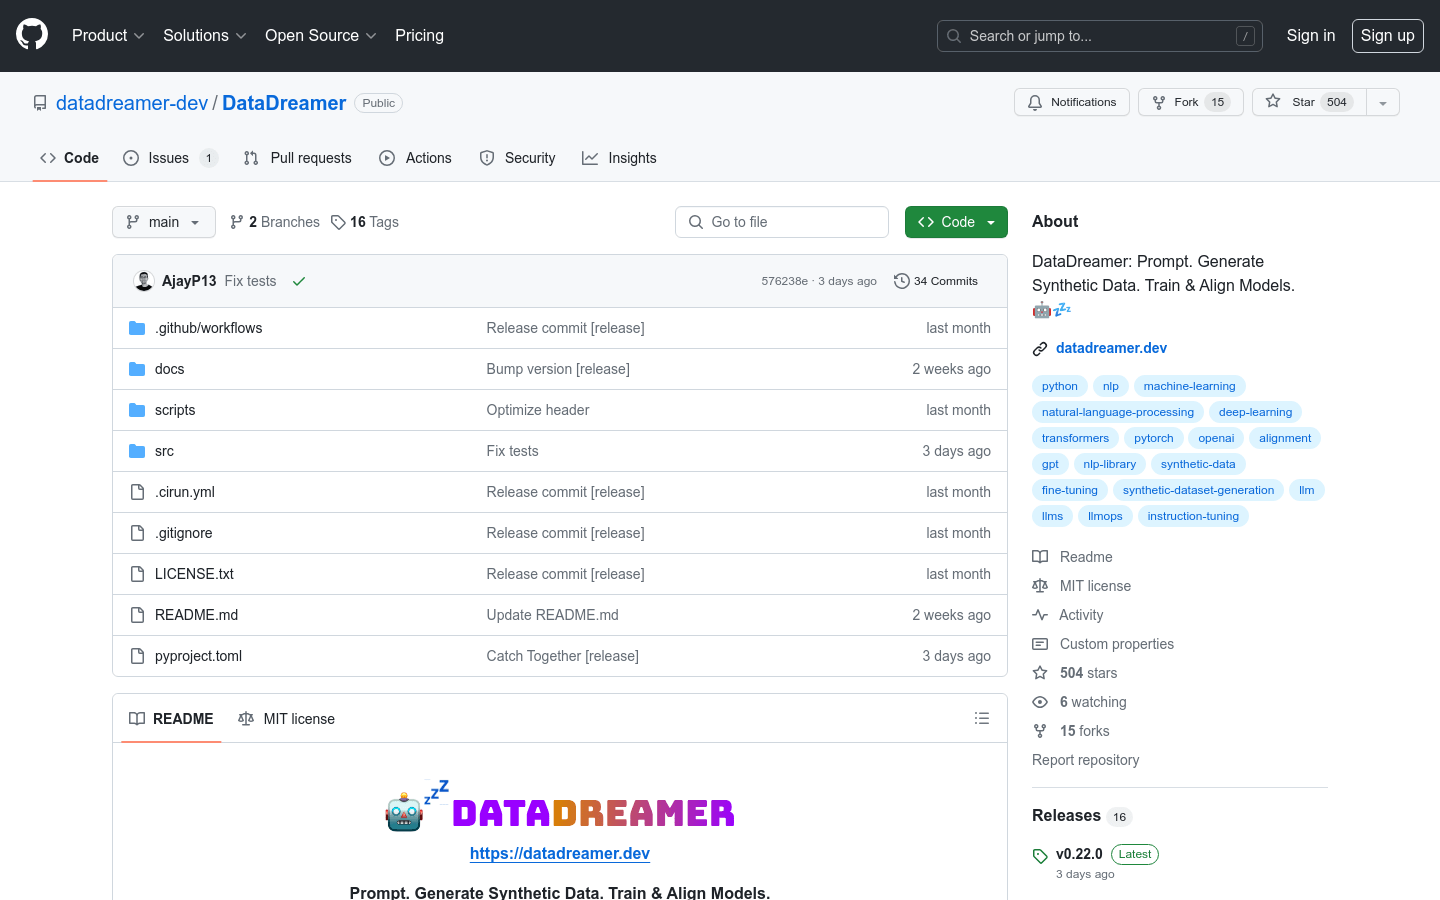 Product
Solutions
Open Source
Pricing
Search or jump to...
/
Sign in
Sign up
datadreamer-dev / DataDreamer
Public
Notifications
Fork 15
Star 504
Code
Issues 1
Pull requests
Actions
Security
Insights
main
2 Branches
16 Tags
Go to file
Code
AjayP13 Fix tests
576238e · 3 days ago
34 Commits
.github/workflows Release commit [release] last month
docs Bump version [release] 2 weeks ago
scripts Optimize header last month
src Fix tests 3 days ago
.cirun.yml Release commit [release] last month
.gitignore Release commit [release] last month
LICENSE.txt Release commit [release] last month
README.md Update README.md 2 weeks ago
pyproject.toml Catch Together [release] 3 days ago
README
MIT license
zzz
DATADREAMER
https://datadreamer.dev
Prompt. Generate Synthetic Data. Train & Align Models.
About
DataDreamer: Prompt. Generate
Synthetic Data. Train & Align Models.
🤖💤
datadreamer.dev
python nlp machine-learning
natural-language-processing deep-learning
transformers pytorch openai alignment
gpt nlp-library synthetic-data
fine-tuning synthetic-dataset-generation llm
llms llmops instruction-tuning
Readme
MIT license
Activity
Custom properties
504 stars
6 watching
15 forks
Report repository
Releases 16
v0.22.0 Latest
3 days ago